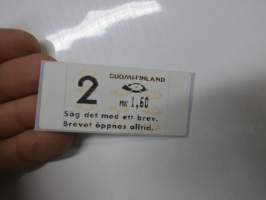 SUOMI-FINLAND
2 MK 1,60
Säg det med ett brev.
Brevet öppnas alltid.